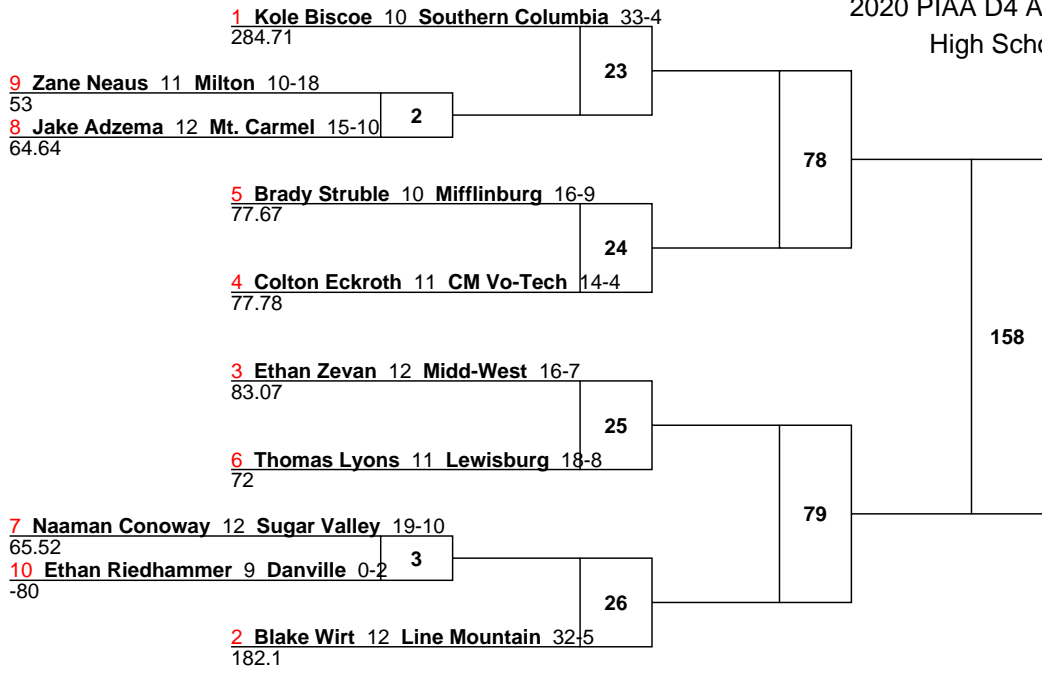 2020 PIAA D4 A
High Scho
1 Kole Biscoe 10 Southern Columbia 33-4
284.71
23
9 Zane Neaus 11 Milton 10-18
53
2
8 Jake Adzema 12 Mt. Carmel 15-10
64.64
78
5 Brady Struble 10 Mifflinburg 16-9
77.67
24
4 Colton Eckroth 11 CM Vo-Tech 14-4
77.78
158
3 Ethan Zevan 12 Midd-West 16-7
83.07
25
6 Thomas Lyons 11 Lewisburg 18-8
72
79
7 Naaman Conoway 12 Sugar Valley 19-10
65.52
3
10 Ethan Riedhammer 9 Danville 0-2
-80
26
2 Blake Wirt 12 Line Mountain 32-5
182.1